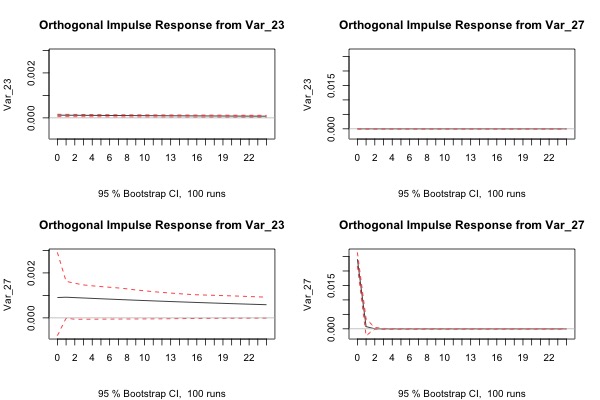 Orthogonal Impulse Response from Var_23
Var_23
0.000 0.002
0 2 4 6 8 10 13 16 19 22
95 % Bootstrap CI, 100 runs
Orthogonal Impulse Response from Var_27
Var_23
0.000 0.015
0 2 4 6 8 10 13 16 19 22
95 % Bootstrap CI, 100 runs
Orthogonal Impulse Response from Var_23
Var_27
0.000 0.002
0 2 4 6 8 10 13 16 19 22
95 % Bootstrap CI, 100 runs
Orthogonal Impulse Response from Var_27
Var_27
0.000 0.015
0 2 4 6 8 10 13 16 19 22
95 % Bootstrap CI, 100 runs